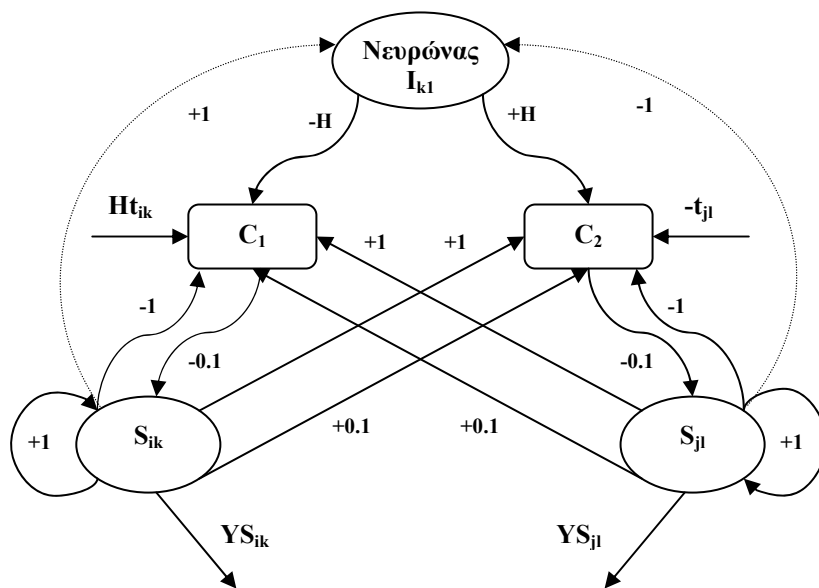 Νευρώνας
I_k1
+1
-H
+H
-1
Ht_ik
C_1
+1
+1
C_2
-t_jl
-1
-0.1
-0.1
-1
+1
S_ik
+0.1
+0.1
S_jl
+1
YS_ik
YS_jl